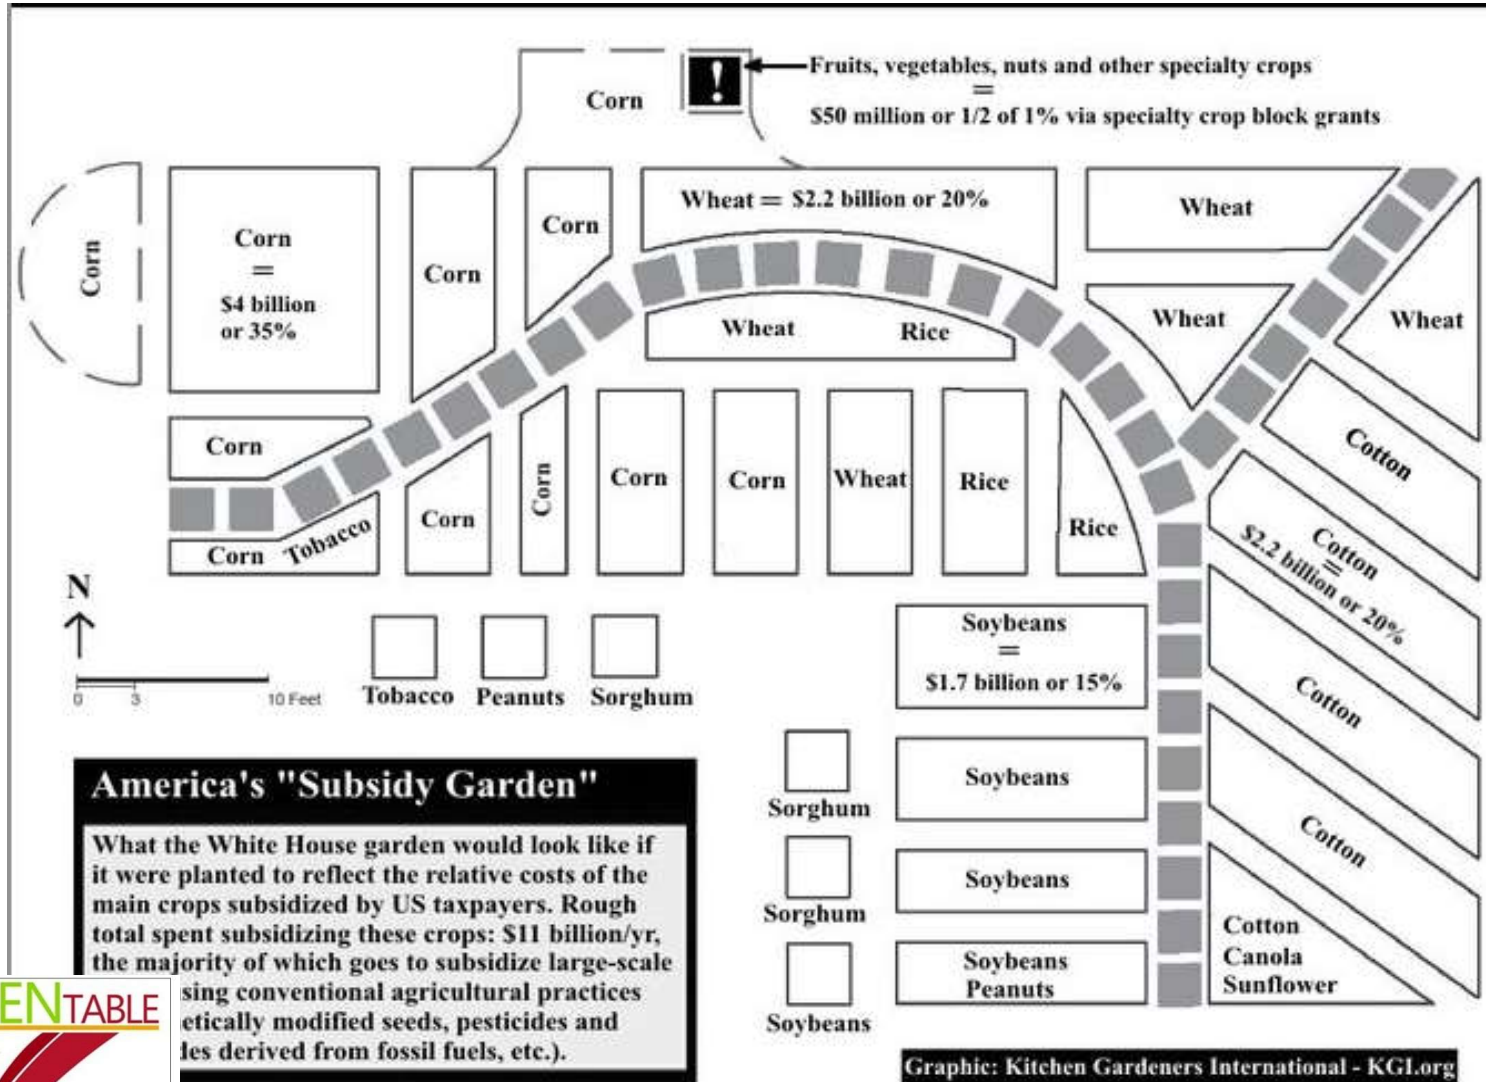 Fruits, vegetables, nuts and other specialty crops
=
$50 million or 1/2 of 1% via specialty crop block grants
Corn
!
Corn
Corn
=
$4 billion
or 35%
Corn
Corn
Wheat = $2.2 billion or 20%
Wheat
Wheat
Wheat
Wheat
Rice
Corn
Corn
Tobacco
Corn
Corn
Corn
Corn
Wheat
Rice
Rice
Cotton
Cotton
=
$2.2 billion or 20%
Cotton
Cotton
Cotton
Canola
Sunflower
N
0 3 10 Feet
Tobacco
Peanuts
Sorghum
Soybeans
=
$1.7 billion or 15%
Soybeans
Soybeans
Soybeans
Peanuts
Sorghum
Sorghum
Soybeans
America's "Subsidy Garden"
What the White House garden would look like if
it were planted to reflect the relative costs of the
main crops subsidized by US taxpayers. Rough
total spent subsidizing these crops: $11 billion/yr,
the majority of which goes to subsidize large-scale
sing conventional agricultural practices
etically modified seeds, pesticides and
des derived from fossil fuels, etc.).
ENTABLE
Graphic: Kitchen Gardeners International - KGI.org